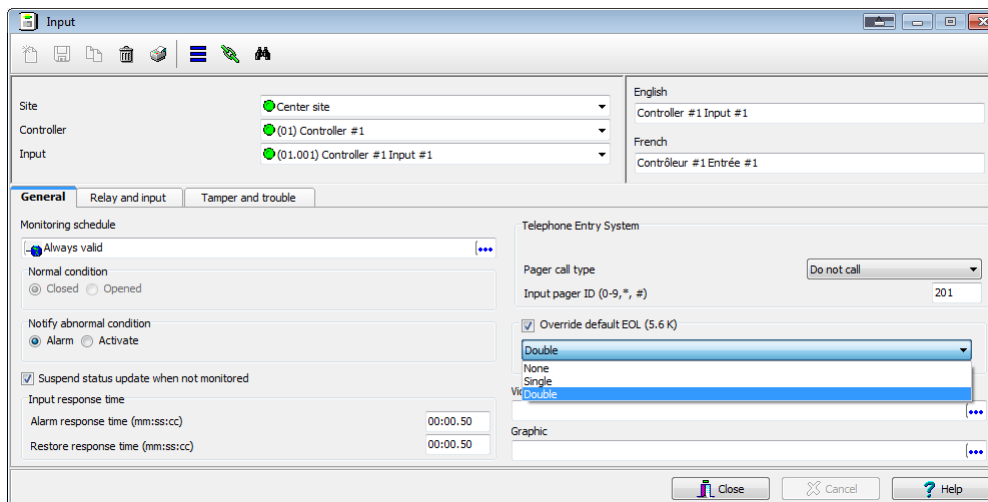 Input
Site
Center site
Controller
(01) Controller #1
Input
(01.001) Controller #1 Input #1
English
Controller #1 Input #1
French
Contrôleur #1 Entrée #1
General
Relay and input
Tamper and trouble
Monitoring schedule
Always valid
Normal condition
Closed
Opened
Notify abnormal condition
Alarm
Activate
Suspend status update when not monitored
Input response time
Alarm response time (mm:ss:cc)
00:00.50
Restore response time (mm:ss:cc)
00:00.50
Telephone Entry System
Pager call type
Do not call
Input pager ID (0-9,*, #)
201
Override default EOL (5.6 K)
Double
None
Single
Double
Graphic
Close
Cancel
? Help